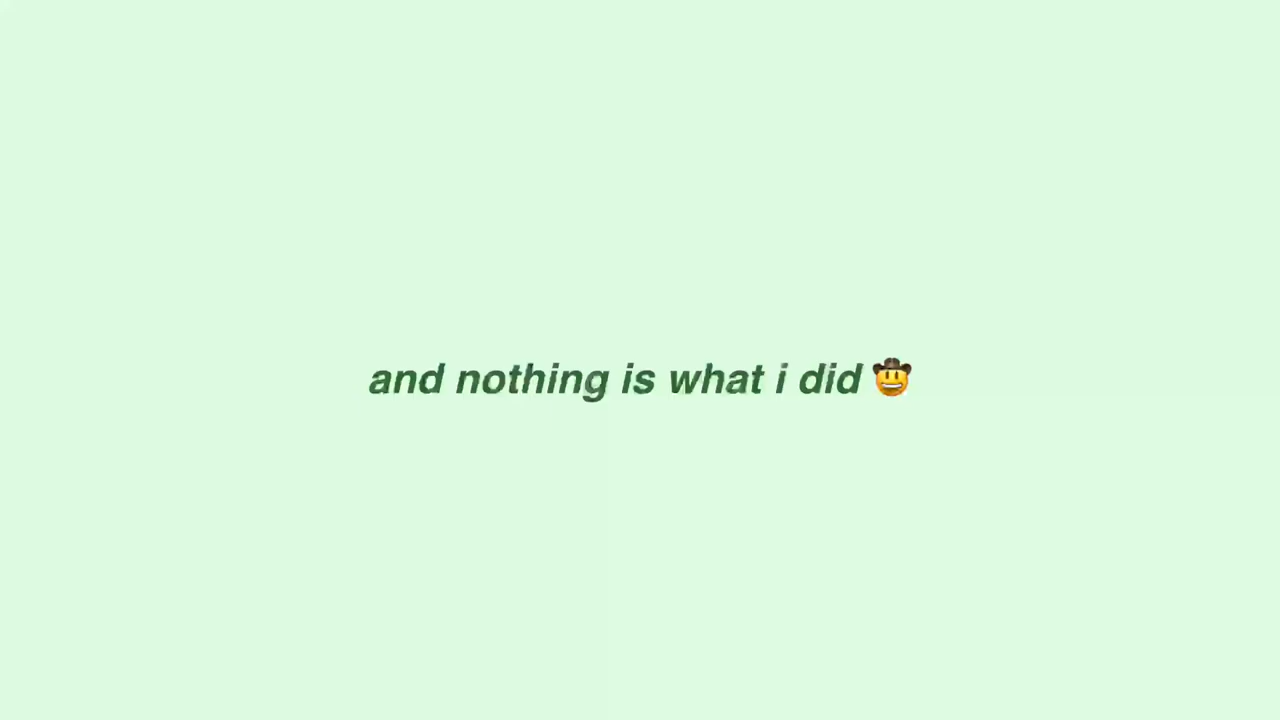 and nothing is what i did 🤠